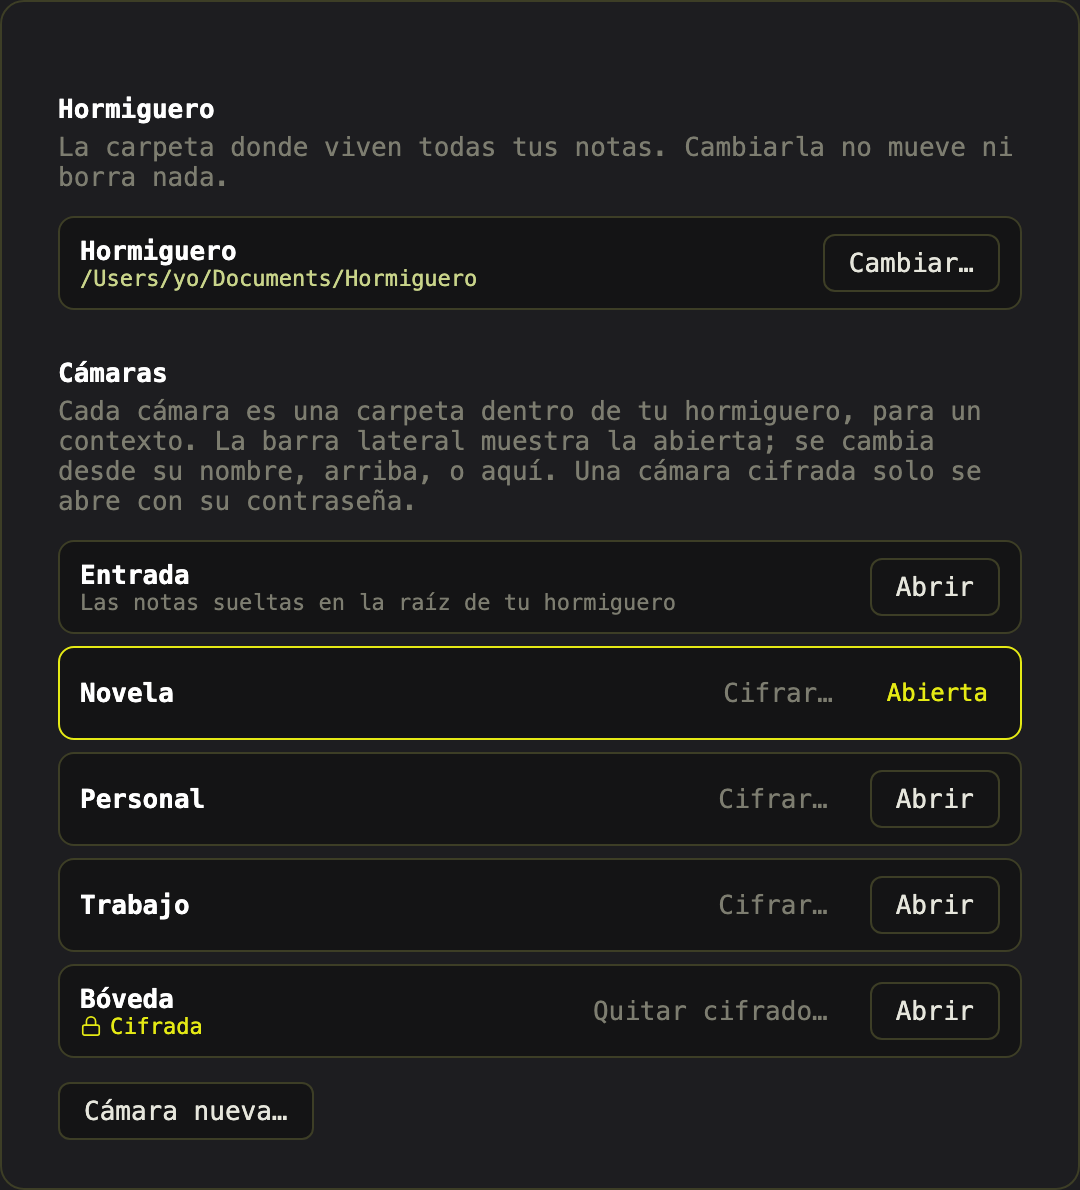 Hormiguero
La carpeta donde viven todas tus notas. Cambiarla no mueve ni
borra nada.
Hormiguero
/Users/yo/Documents/Hormiguero
Cambiar…
Cámaras
Cada cámara es una carpeta dentro de tu hormiguero, para un
contexto. La barra lateral muestra la abierta; se cambia
desde su nombre, arriba, o aquí. Una cámara cifrada solo se
abre con su contraseña.
Entrada
Las notas sueltas en la raíz de tu hormiguero
Abrir
Novela
Cifrar…
Abierta
Personal
Cifrar…
Abrir
Trabajo
Cifrar…
Abrir
Bóveda
Cifrada
Quitar cifrado…
Abrir
Cámara nueva…